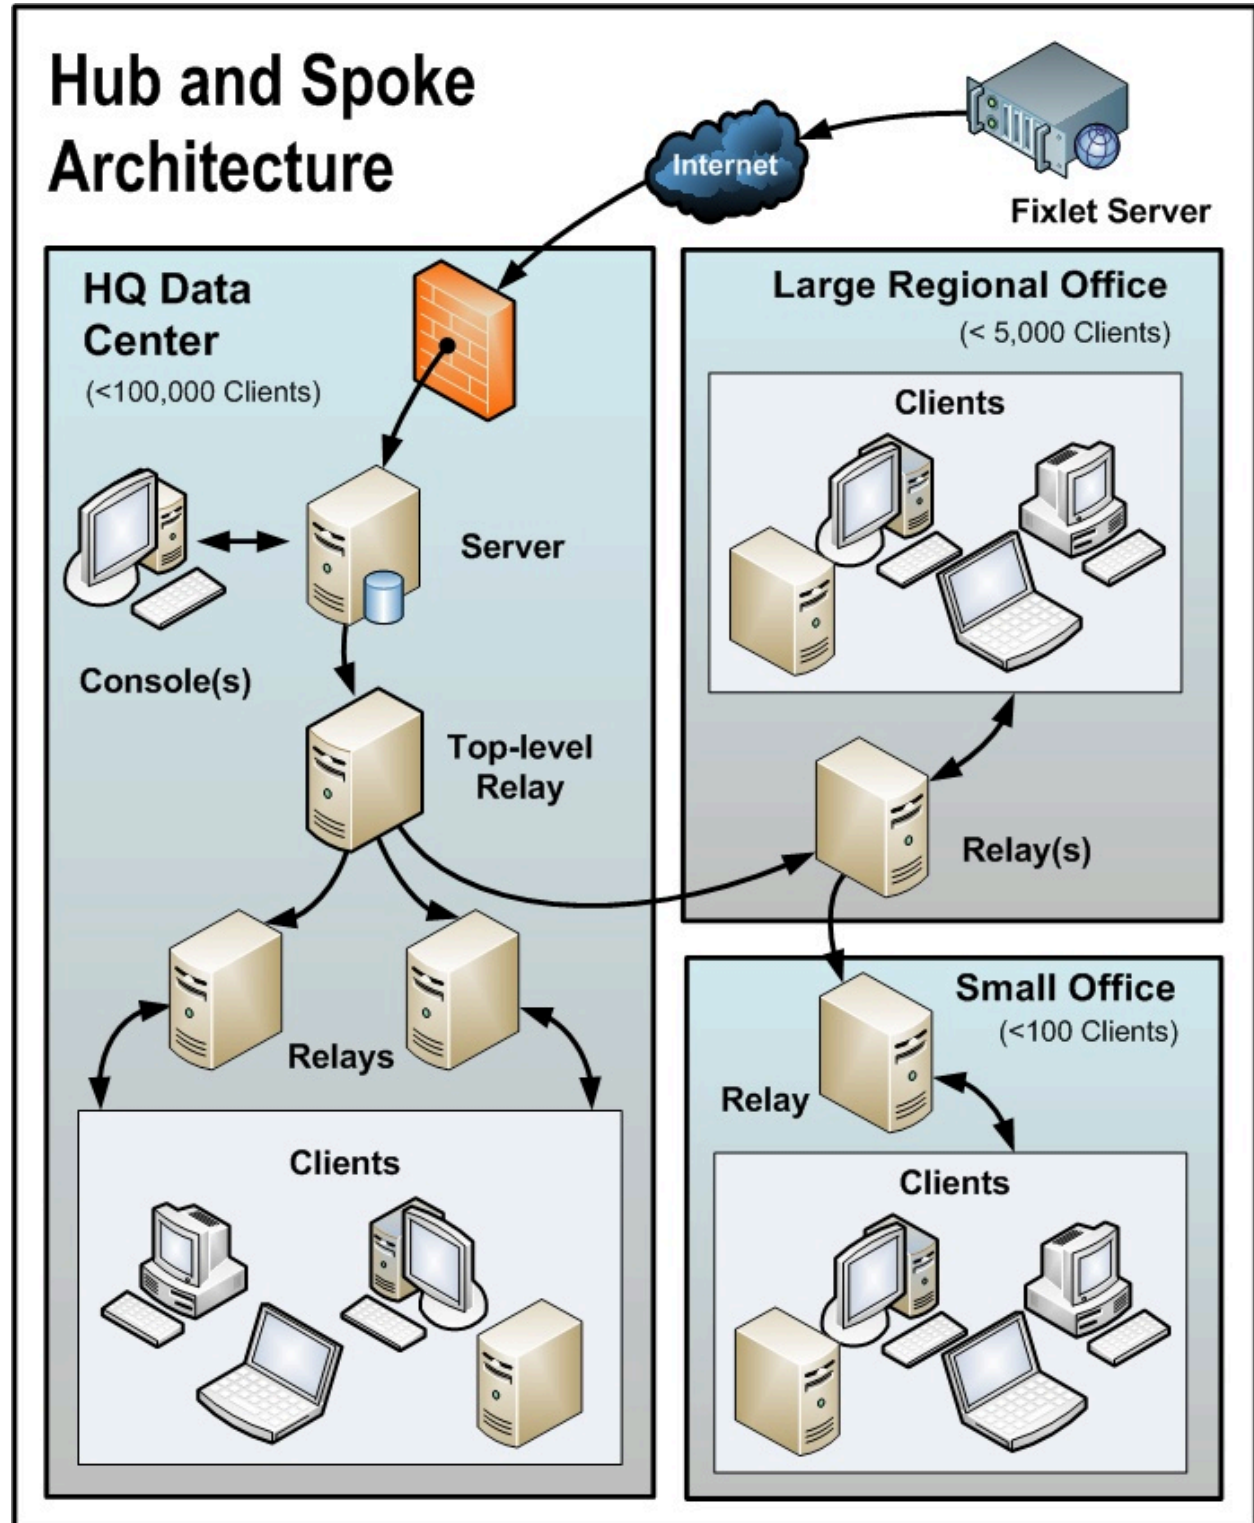 Hub and Spoke
Architecture
Internet
Fixlet Server
HQ Data
Center
(<100,000 Clients)
Server
Console(s)
Top-level
Relay
Relays
Clients
Large Regional Office
(< 5,000 Clients)
Clients
Relay(s)
Small Office
(<100 Clients)
Relay
Clients